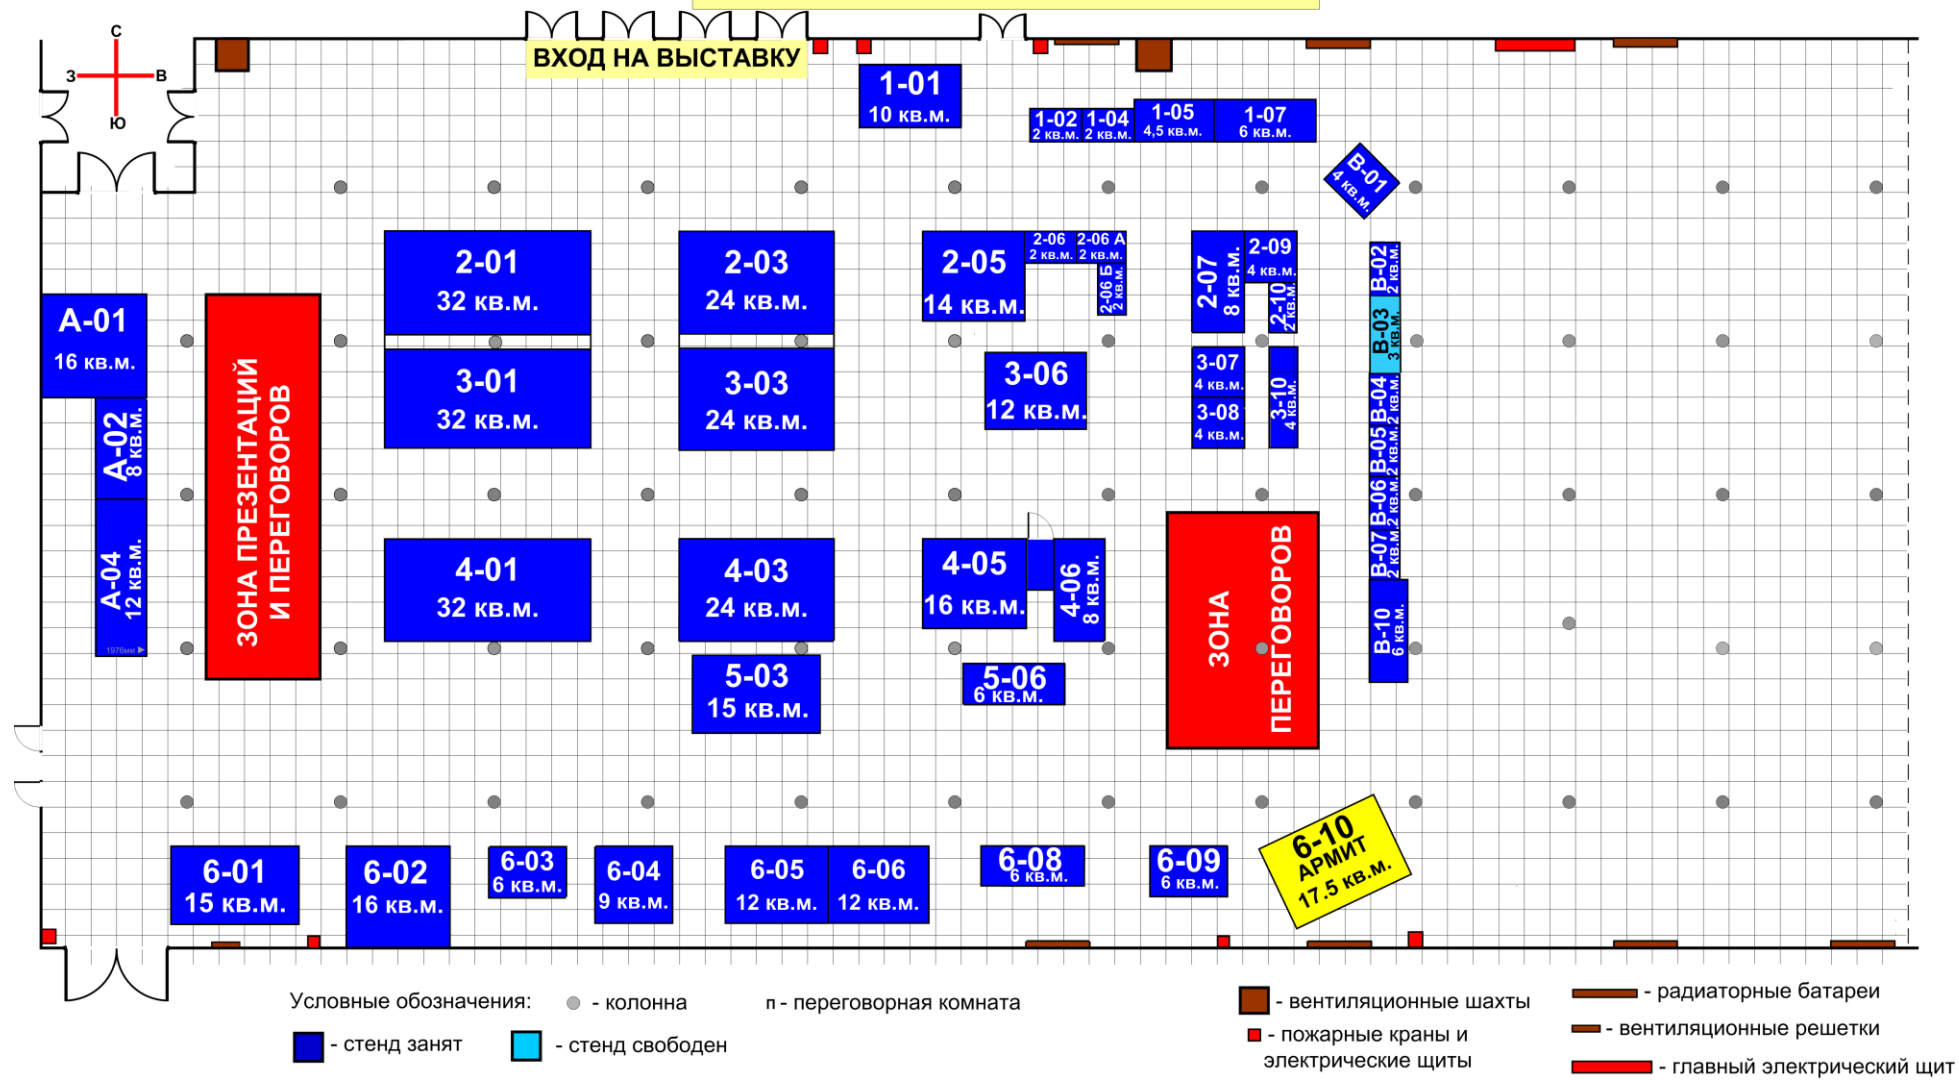 С
З
В
Ю
ВХОД НА ВЫСТАВКУ
1-01
10 кв.м.
1-02
2 кв.м.
1-04
2 кв.м.
1-05
4,5 кв.м.
1-07
6 кв.м.
В-01
4 кв.м.
2-01
32 кв.м.
2-03
24 кв.м.
2-05
14 кв.м.
2-06
2 кв.м.
2-06 А
2 кв.м.
2-06 Б
2 кв.м.
2-07
8 кв.м.
2-09
4 кв.м.
2-10
2 кв.м.
В-02
2 кв.м.
В-03
3 кв.м.
В-04
2 кв.м.
В-05
2 кв.м.
В-06
2 кв.м.
В-07
2 кв.м.
В-10
6 кв.м.
А-01
16 кв.м.
А-02
8 кв.м.
А-04
12 кв.м.
1976мм
ЗОНА ПРЕЗЕНТАЦИЙ
И ПЕРЕГОВОРОВ
3-01
32 кв.м.
3-03
24 кв.м.
3-06
12 кв.м.
3-07
4 кв.м.
3-08
4 кв.м.
3-10
4 кв.м.
4-01
32 кв.м.
4-03
24 кв.м.
4-05
16 кв.м.
4-06
8 кв.м.
ЗОНА
ПЕРЕГОВОРОВ
5-03
15 кв.м.
5-06
6 кв.м.
6-01
15 кв.м.
6-02
16 кв.м.
6-03
6 кв.м.
6-04
9 кв.м.
6-05
12 кв.м.
6-06
12 кв.м.
6-08
6 кв.м.
6-09
6 кв.м.
6-10
АРМИТ
17.5 кв.м.
Условные обозначения:
- колонна
п - переговорная комната
- стенд занят
- стенд свободен
- вентиляционные шахты
- пожарные краны и
электрические щиты
- радиаторные батареи
- вентиляционные решетки
- главный электрический щит